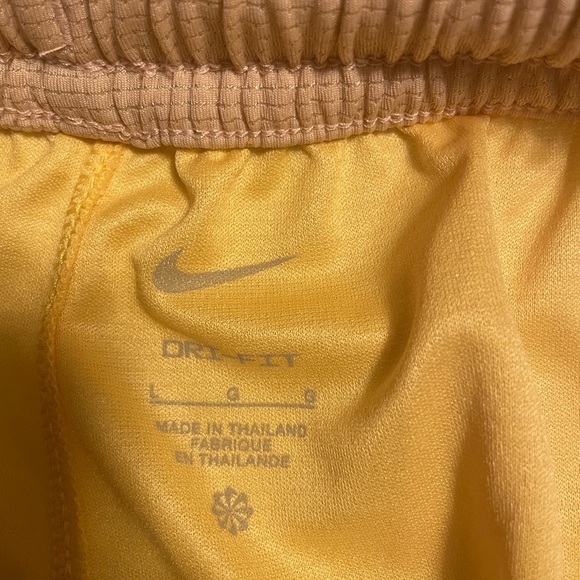 DRI-FIT
L G G
MADE IN THAILAND
FABRIQUE
EN THAILANDE